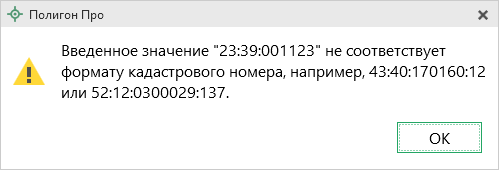 Полигон Про
Введенное значение "23:39:001123" не соответствует
формату кадастрового номера, например, 43:40:170160:12
или 52:12:0300029:137.
ОК